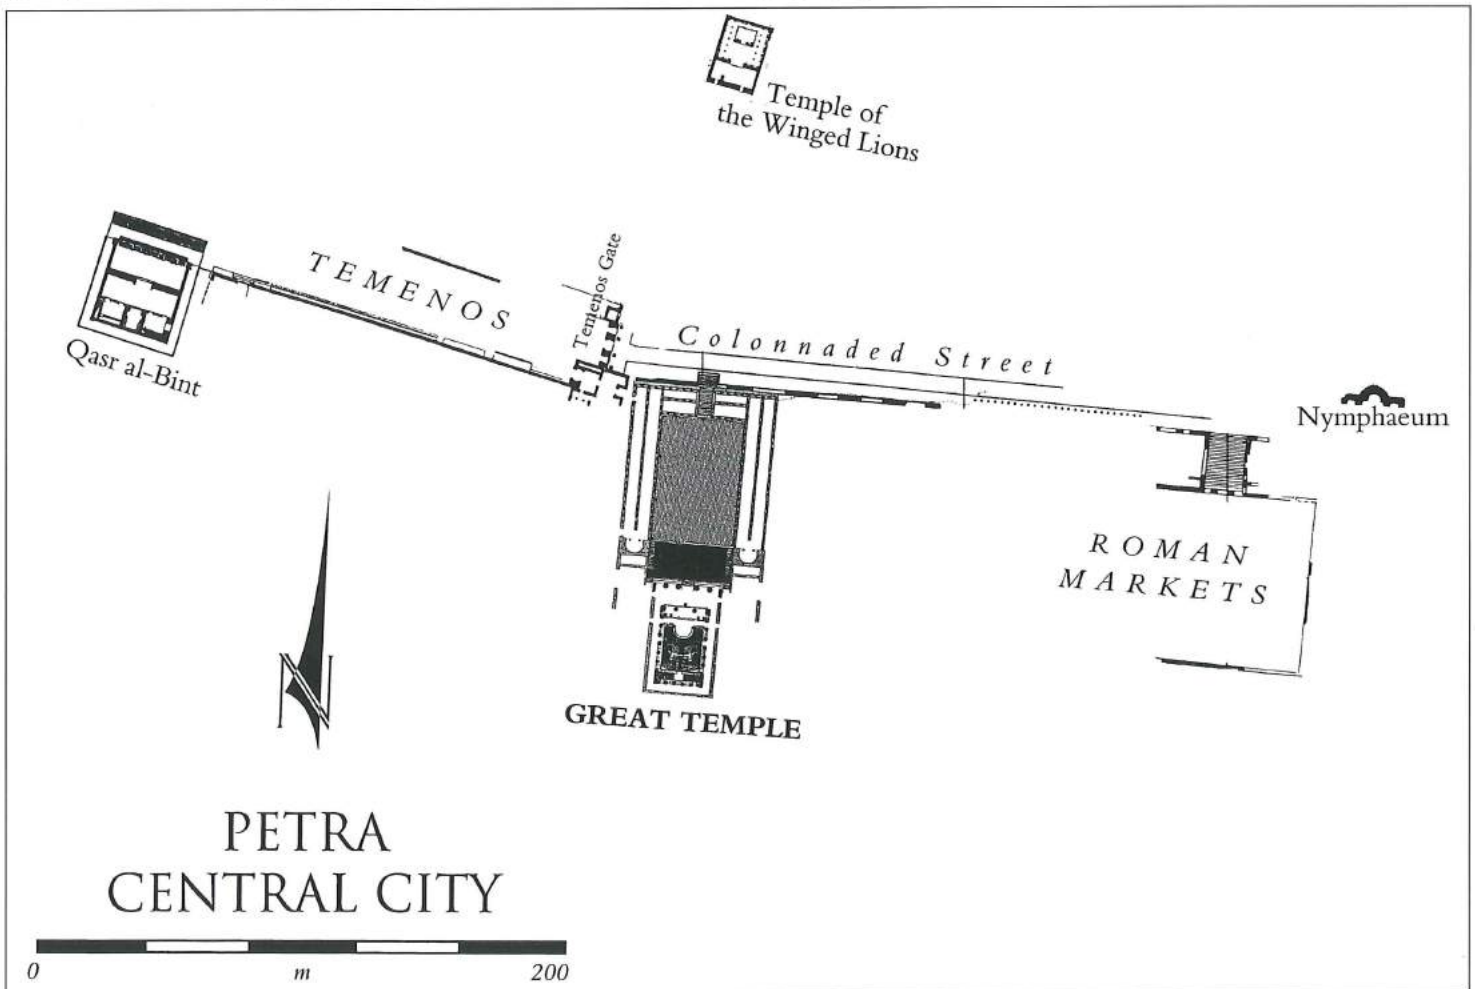 Temple of
the Winged Lions
TEMENOS
Temenos Gate
Colonnaded Street
Qasr al-Bint
Nymphaeum
ROMAN
MARKETS
GREAT TEMPLE
N
PETRA
CENTRAL CITY
0 m 200